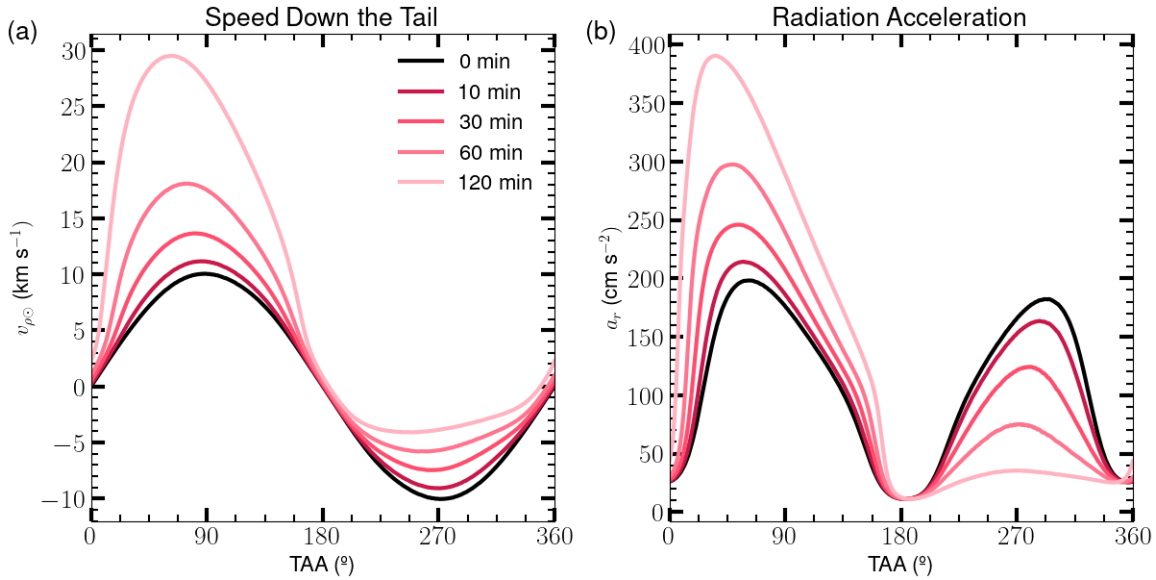 (a)
Speed Down the Tail
30
25
20
15
10
5
0
−5
−10
v_ρ⊙ (km s⁻¹)
0 min
10 min
30 min
60 min
120 min
0 90 180 270 360
TAA (º)
(b)
Radiation Acceleration
400
350
300
250
200
150
100
50
0
a_r (cm s⁻²)
0 90 180 270 360
TAA (º)